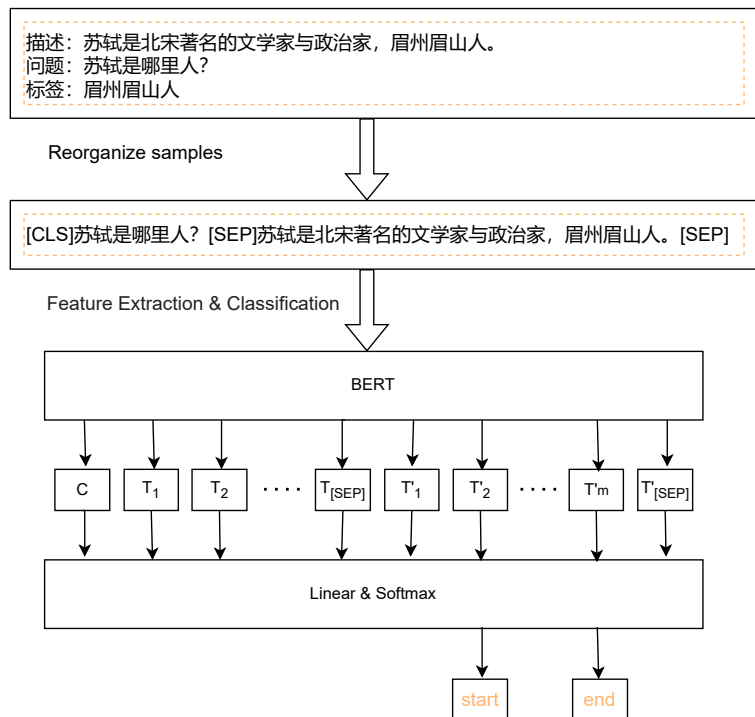 描述：苏轼是北宋著名的文学家与政治家，眉州眉山人。
问题：苏轼是哪里人？
标签：眉州眉山人
Reorganize samples
[CLS]苏轼是哪里人？[SEP]苏轼是北宋著名的文学家与政治家，眉州眉山人。[SEP]
Feature Extraction & Classification
BERT
C T1 T2 .... T[SEP] T'1 T'2 .... T'm T'[SEP]
Linear & Softmax
start end